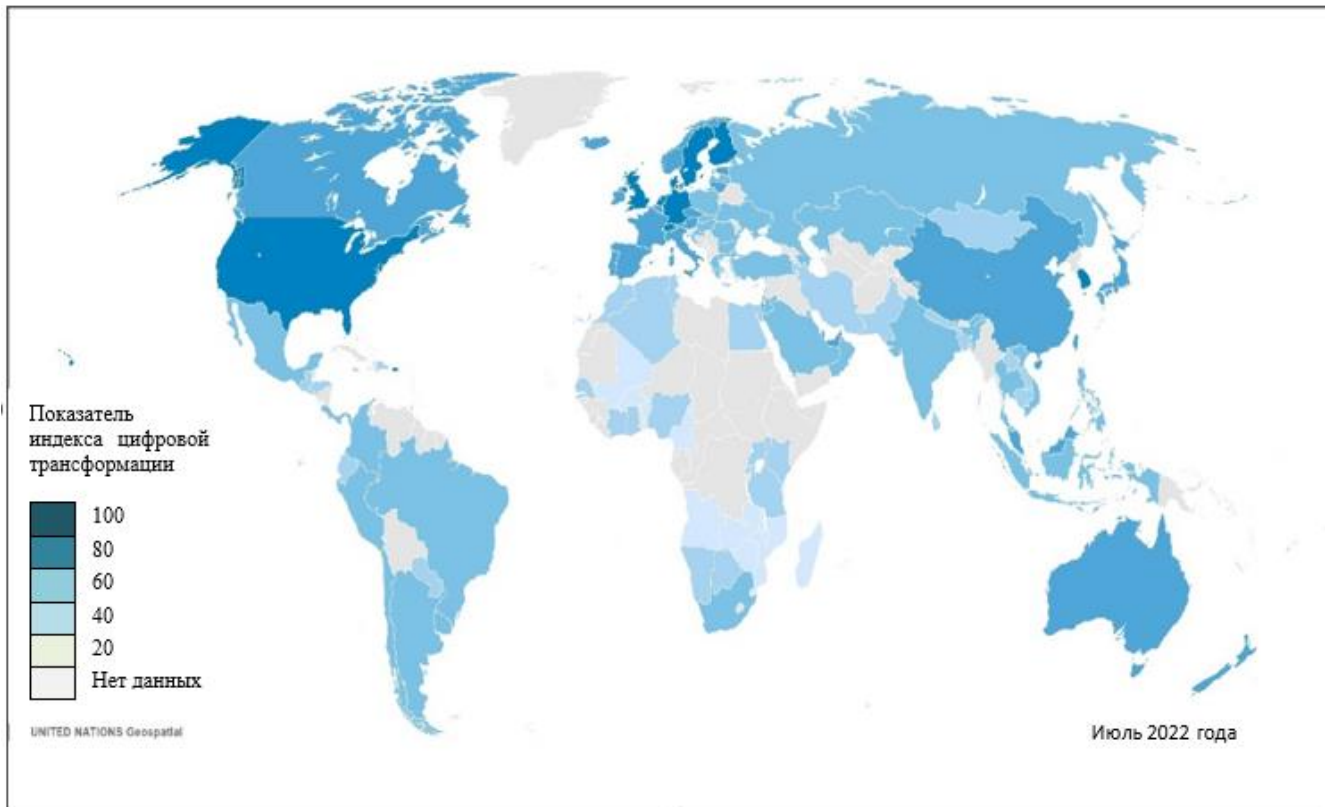 Показатель
индекса цифровой
трансформации
100
80
60
40
20
Нет данных
UNITED NATIONS Geospatial
Июль 2022 года